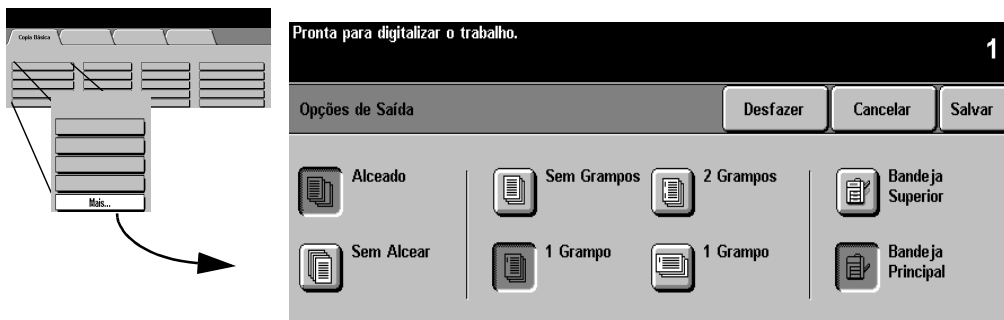 Copia Básica
Mais...
Pronta para digitalizar o trabalho.
1
Opções de Saída
Desfazer
Cancelar
Salvar
Alceado
Sem Grampos
2 Grampos
Bandeja
Superior
Sem Alcear
1 Grampo
1 Grampo
Bandeja
Principal